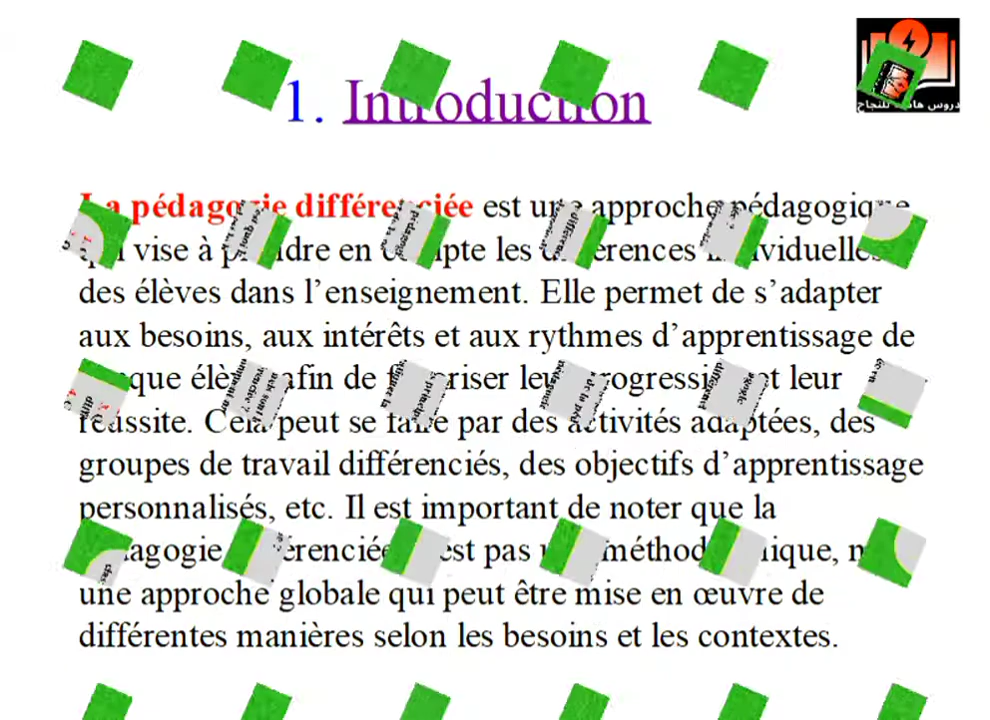 1. Introduction
دروس للنجاح
La pédagogie différenciée est une approche pédagogique
qui vise à prendre en compte les différences individuelles
des élèves dans l’enseignement. Elle permet de s’adapter
aux besoins, aux intérêts et aux rythmes d’apprentissage de
chaque élève afin de favoriser leur progression et leur
réussite. Cela peut se faire par des activités adaptées, des
groupes de travail différenciés, des objectifs d’apprentissage
personnalisés, etc. Il est important de noter que la
pédagogie différenciée n’est pas une méthode unique, mais
une approche globale qui peut être mise en œuvre de
différentes manières selon les besoins et les contextes.